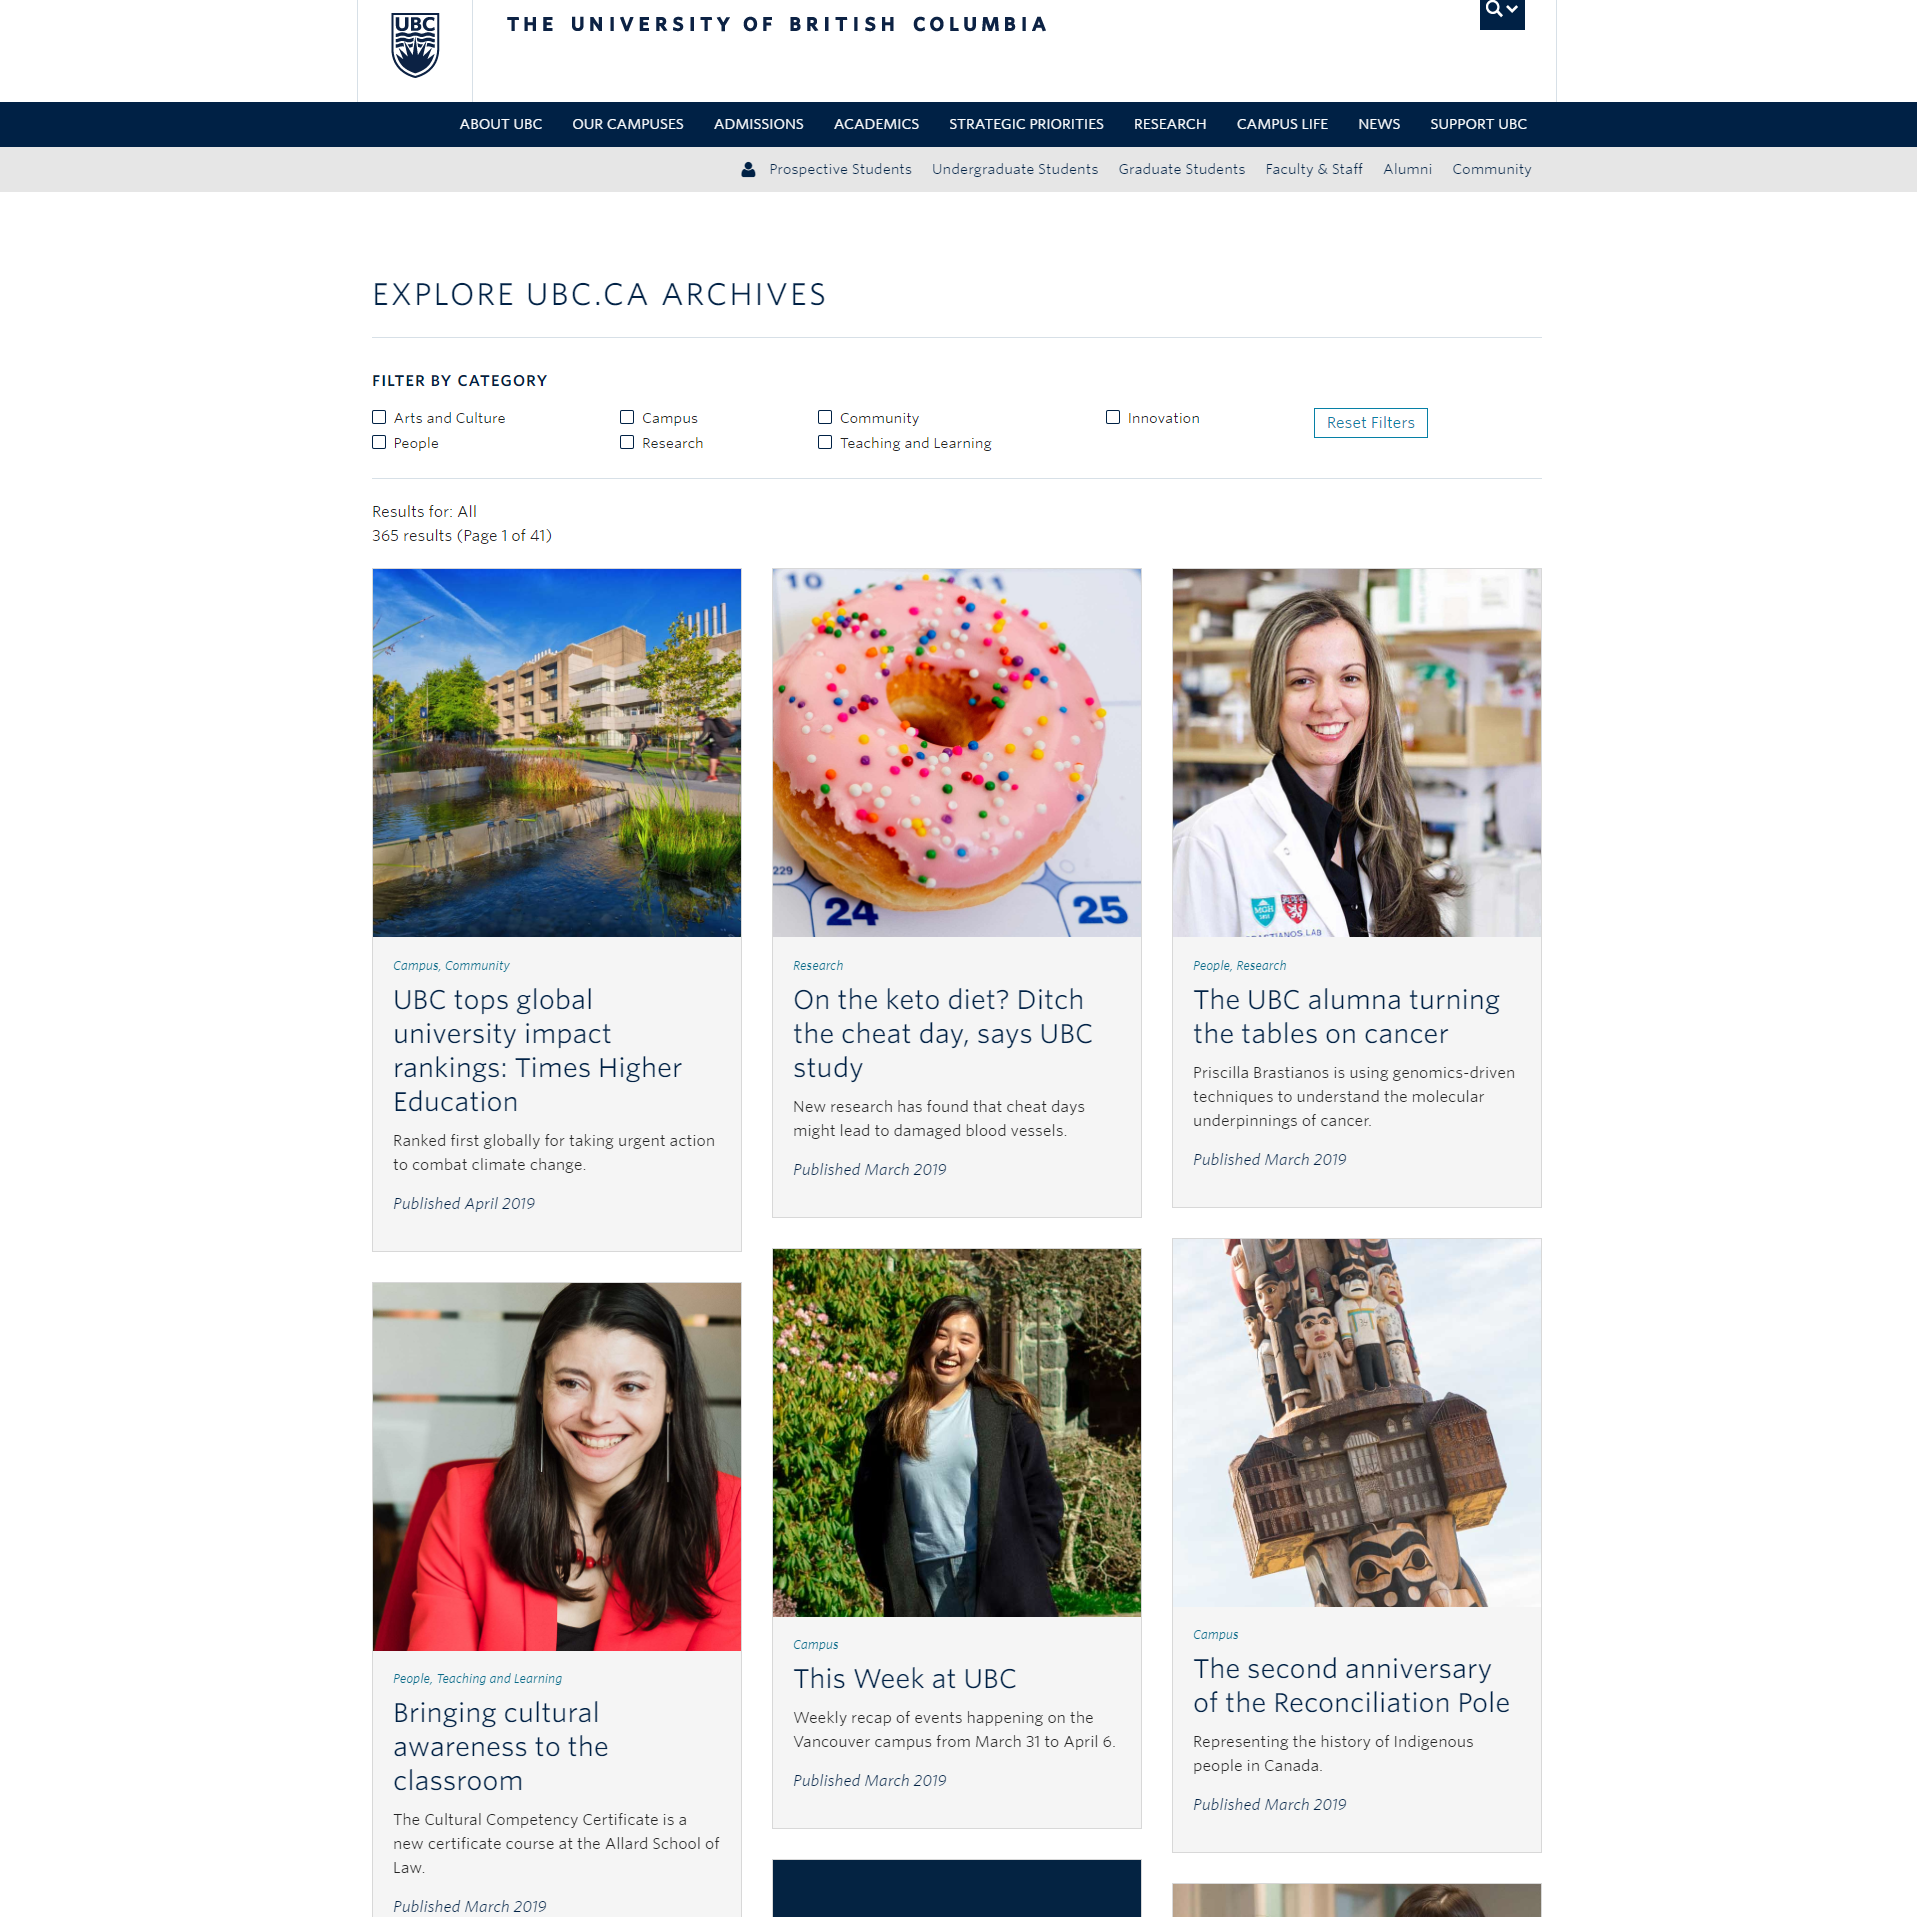 UBC
THE UNIVERSITY OF BRITISH COLUMBIA
ABOUT UBC OUR CAMPUSES ADMISSIONS ACADEMICS STRATEGIC PRIORITIES RESEARCH CAMPUS LIFE NEWS SUPPORT UBC
Prospective Students Undergraduate Students Graduate Students Faculty & Staff Alumni Community
EXPLORE UBC.CA ARCHIVES
FILTER BY CATEGORY
Arts and Culture Campus Community Innovation Reset Filters
People Research Teaching and Learning
Results for: All
365 results (Page 1 of 41)
10 11
229
24 25
MGH
LAB
Campus, Community
UBC tops global
university impact
rankings: Times Higher
Education
Ranked first globally for taking urgent action
to combat climate change.
Published April 2019
Research
On the keto diet? Ditch
the cheat day, says UBC
study
New research has found that cheat days
might lead to damaged blood vessels.
Published March 2019
People, Research
The UBC alumna turning
the tables on cancer
Priscilla Brastianos is using genomics-driven
techniques to understand the molecular
underpinnings of cancer.
Published March 2019
People, Teaching and Learning
Bringing cultural
awareness to the
classroom
The Cultural Competency Certificate is a
new certificate course at the Allard School of
Law.
Published March 2019
Campus
This Week at UBC
Weekly recap of events happening on the
Vancouver campus from March 31 to April 6.
Published March 2019
Campus
The second anniversary
of the Reconciliation Pole
Representing the history of Indigenous
people in Canada.
Published March 2019